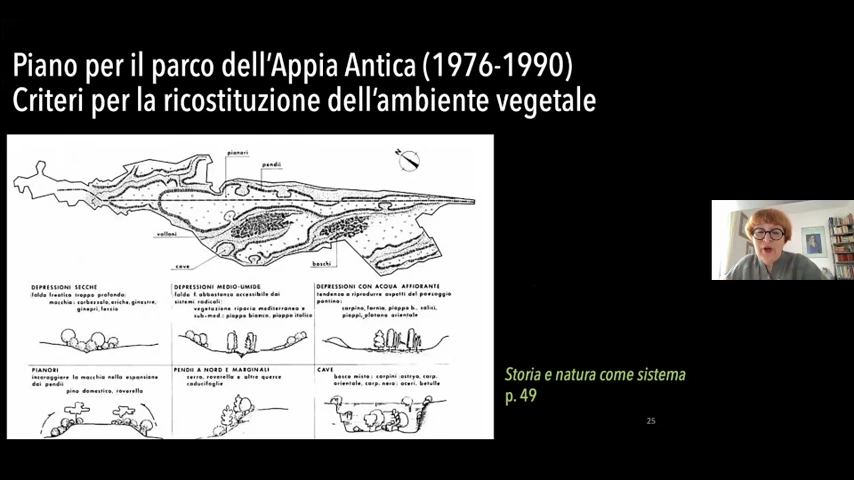 Piano per il parco dell'Appia Antica (1976-1990)
Criteri per la ricostituzione dell'ambiente vegetale
pianori
N
pendii
valloni
cave
boschi
DEPRESSIONI SECCHE
falda freatica troppo profonda:
macchia: corbezzolo, eriche, ginestre,
ginepri, leccio
DEPRESSIONI MEDIO-UMIDE
falda f. abbastanza accessibile dai
sistemi radicali:
vegetazione riparia mediterranea e
sub-med.: pioppo bianco, pioppo italico
DEPRESSIONI CON ACQUA AFFIORANTE
tendenza a riprodurre aspetti del paesaggio
pontino:
carpino, farnia, pioppo b., salici,
pioppi, platano orientale
PIANORI
incoraggiare la macchia nella espansione
dai pendii
pino domestico, roverella
PENDII A NORD E MARGINALI
cerro, roverella e altre querce
caducifoglie
CAVE
bosco misto: carpini: ostrya, carp.
orientale, carp. nero: aceri, betulle
Storia e natura come sistema
p. 49
25